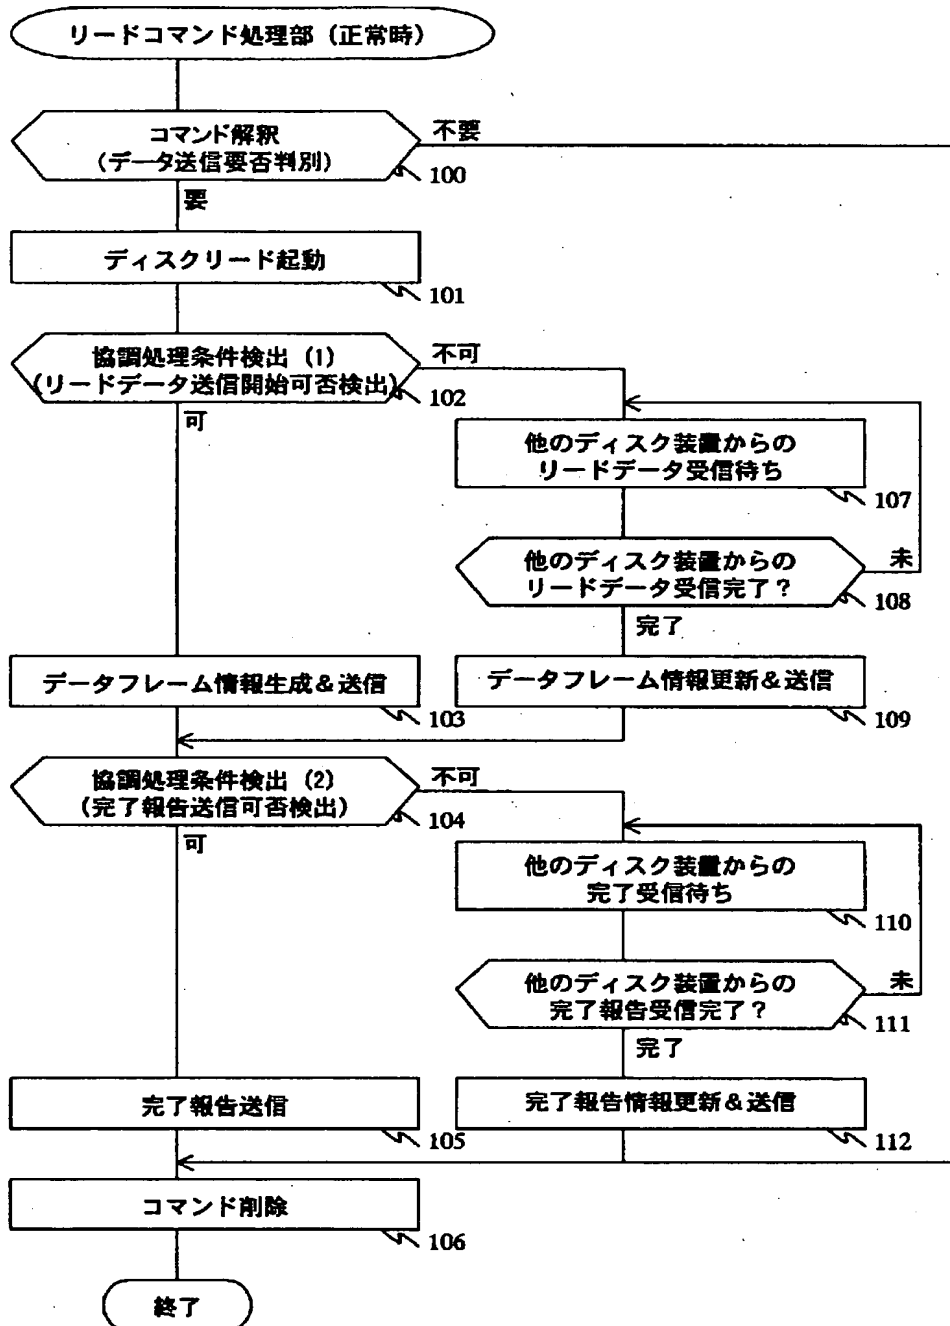 リードコマンド処理部（正常時）
コマンド解釈
（データ送信要否判別）
不要
100
要
ディスクリード起動
101
協調処理条件検出（1）
（リードデータ送信開始可否検出）
不可
102
可
他のディスク装置からの
リードデータ受信待ち
107
他のディスク装置からの
リードデータ受信完了？
未
108
完了
データフレーム情報生成＆送信
103
データフレーム情報更新＆送信
109
協調処理条件検出（2）
（完了報告送信可否検出）
不可
104
可
他のディスク装置からの
完了受信待ち
110
他のディスク装置からの
完了報告受信完了？
未
111
完了
完了報告送信
105
完了報告情報更新＆送信
112
コマンド削除
106
終了